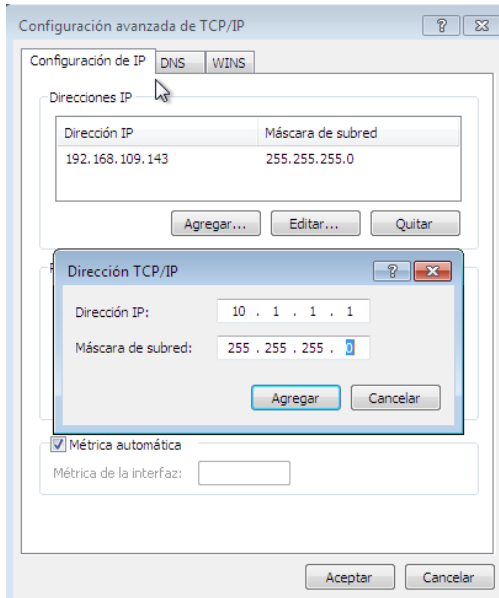 Configuración avanzada de TCP/IP
Configuración de IP DNS WINS
Direcciones IP
Dirección IP Máscara de subred
192.168.109.143 255.255.255.0
Agregar... Editar... Quitar
Dirección TCP/IP
Dirección IP: 10 . 1 . 1 . 1
Máscara de subred: 255 . 255 . 255 . 0
Agregar Cancelar
Métrica automática
Métrica de la interfaz:
Aceptar Cancelar